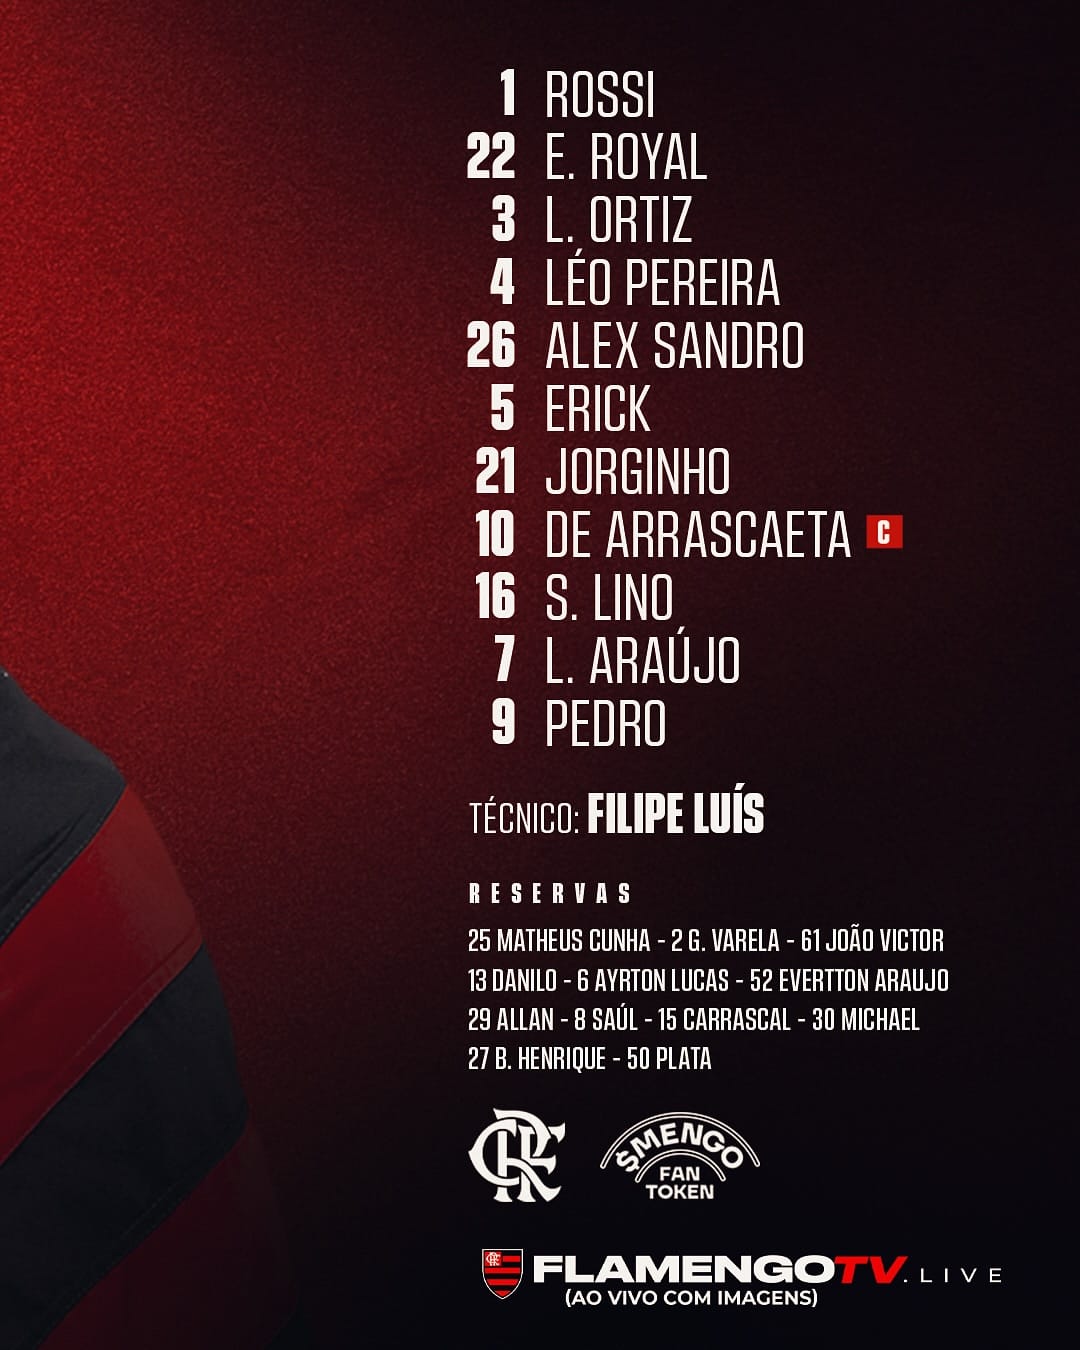 1 ROSSI
22 E. ROYAL
3 L. ORTIZ
4 LÉO PEREIRA
26 ALEX SANDRO
5 ERICK
21 JORGINHO
10 DE ARRASCAETA C
16 S. LINO
7 L. ARAÚJO
9 PEDRO
TÉCNICO: FILIPE LUÍS
RESERVAS
25 MATHEUS CUNHA - 2 G. VARELA - 61 JOÃO VICTOR
13 DANILO - 6 AYRTON LUCAS - 52 EVERTTON ARAUJO
29 ALLAN - 8 SAÚL - 15 CARRASCAL - 30 MICHAEL
27 B. HENRIQUE - 50 PLATA
CRF
$MENGO
FAN
TOKEN
CRF
FLAMENGOTV.LIVE
(AO VIVO COM IMAGENS)